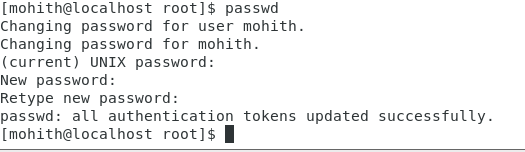 [mohith@localhost root]$ passwd
Changing password for user mohith.
Changing password for mohith.
(current) UNIX password:
New password:
Retype new password:
passwd: all authentication tokens updated successfully.
[mohith@localhost root]$